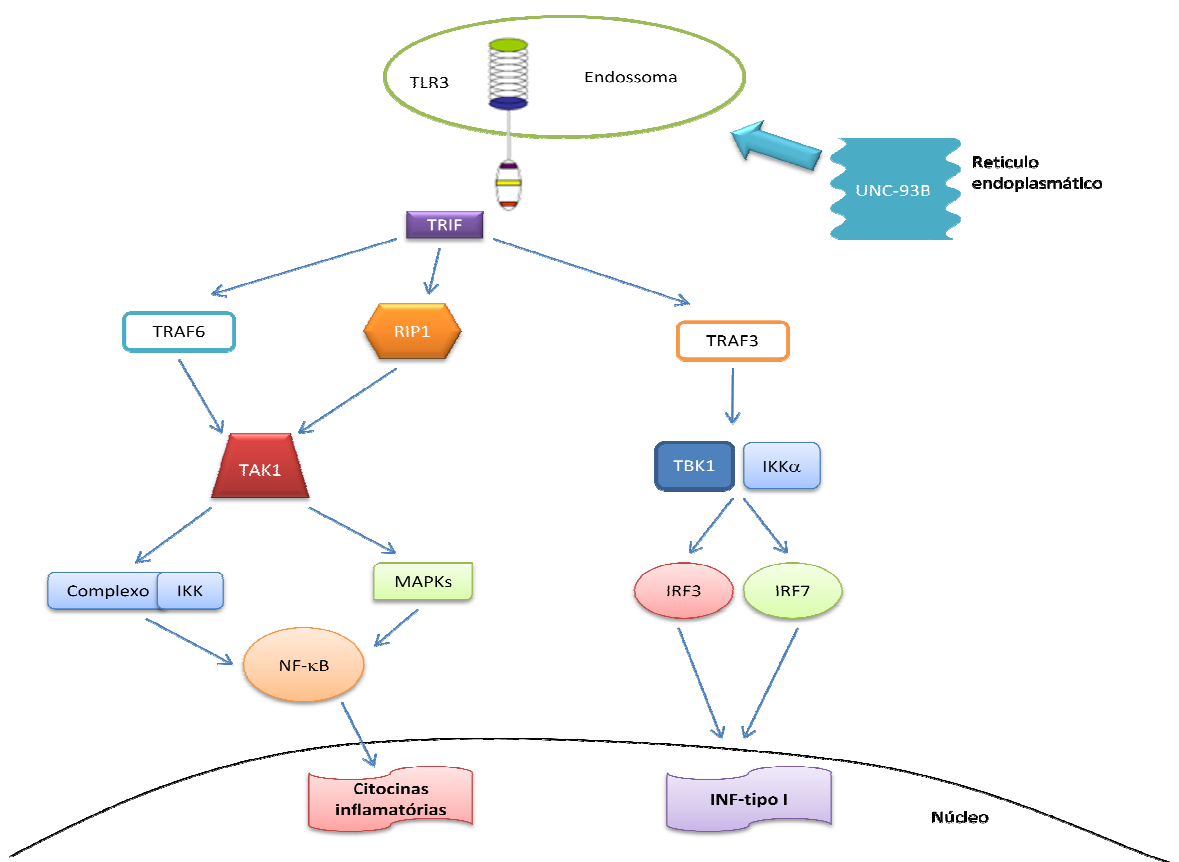 TLR3
Endossoma
UNC-93B
Reticulo
endoplasmático
TRIF
TRAF6
RIP1
TRAF3
TAK1
TBK1
IKKα
Complexo
IKK
MAPKs
IRF3
IRF7
NF-κB
Citocinas
inflamatórias
INF-tipo I
Núcleo